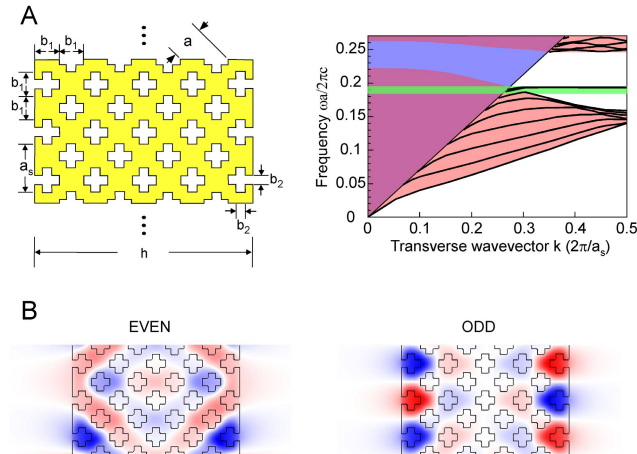 A
b1
b1
a
b1
b1
as
b2
b2
h
Frequency ωa/2πc
0.25
0.2
0.15
0.1
0.05
0
0
0.1
0.2
0.3
0.4
0.5
Transverse wavevector k (2π/as)
B
EVEN
ODD